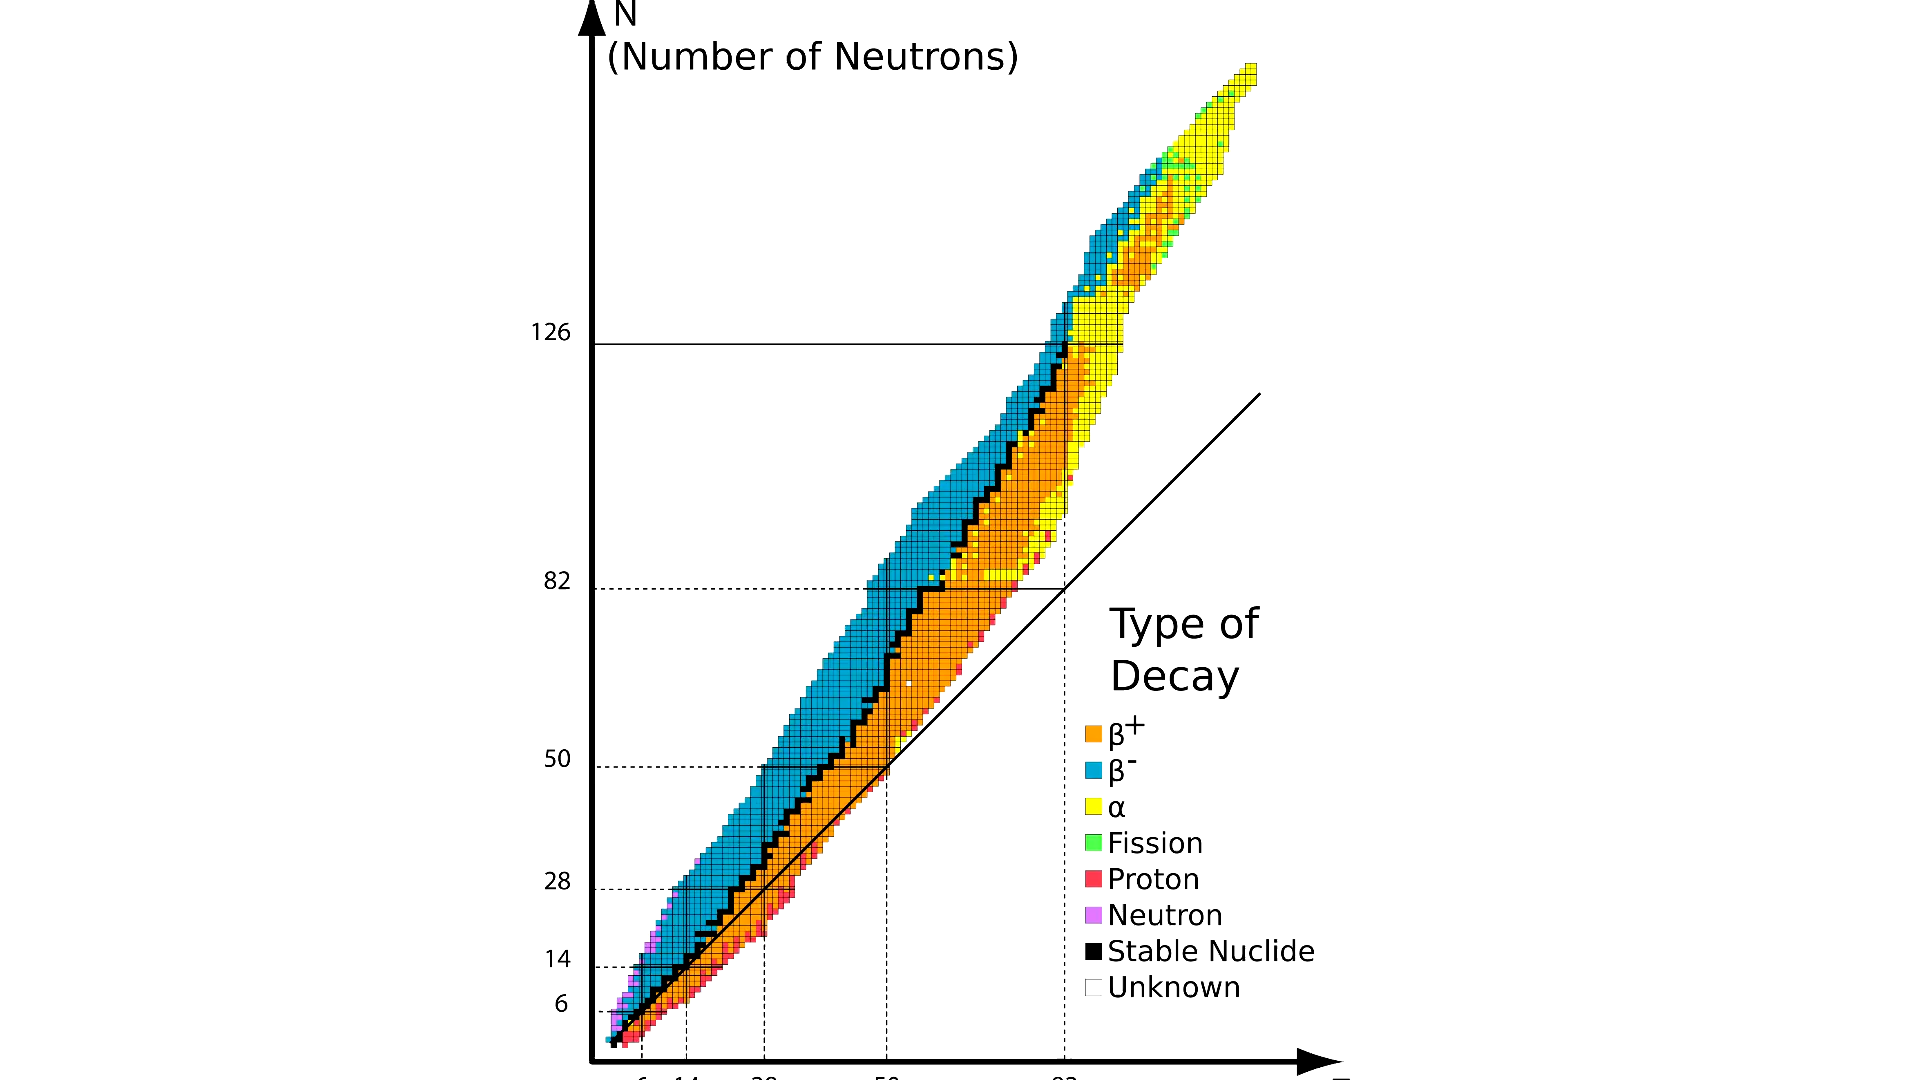 N
(Number of Neutrons)
126
82
50
28
14
6
Type of
Decay
β+
β-
α
Fission
Proton
Neutron
Stable Nuclide
Unknown